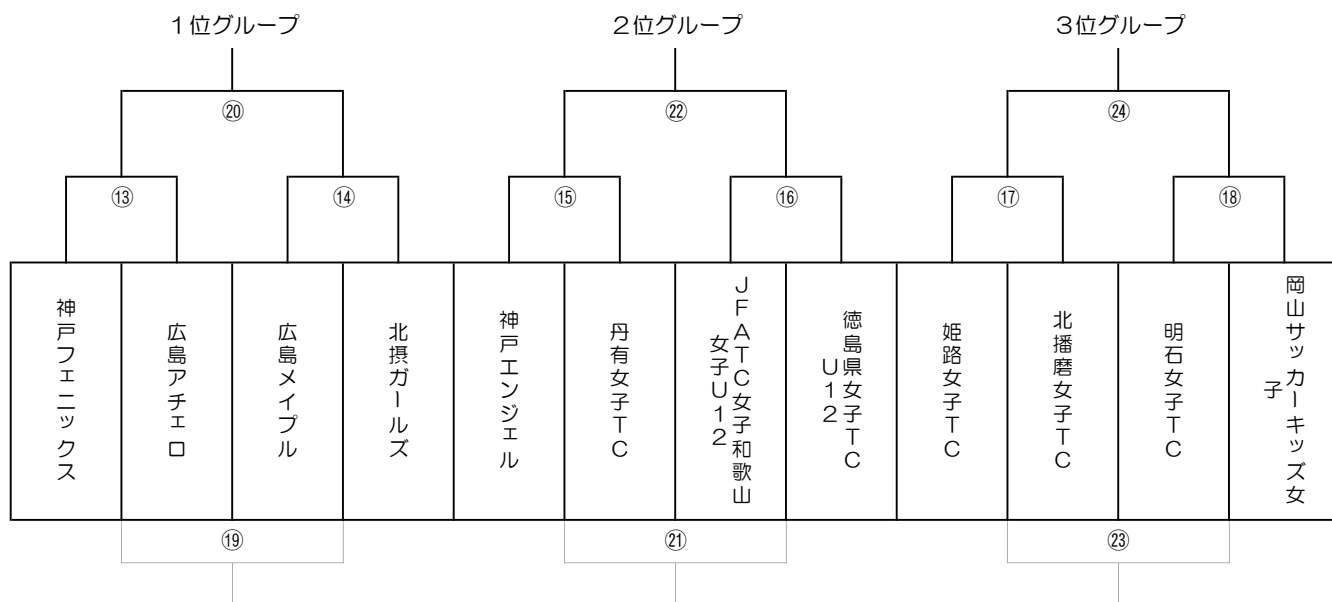 1位グループ
2位グループ
3位グループ
⑳
㉒
㉔
⑬
⑭
⑮
⑯
⑰
⑱
神戸フェニックス
広島アチェロ
広島メイプル
北摂ガールズ
神戸エンジェル
丹有女子TC
JFATC女子和歌山
女子U12
徳島県女子TC
U12
姫路女子TC
北播磨女子TC
明石女子TC
岡山サッカーキッズ女
子
⑲
㉑
㉓